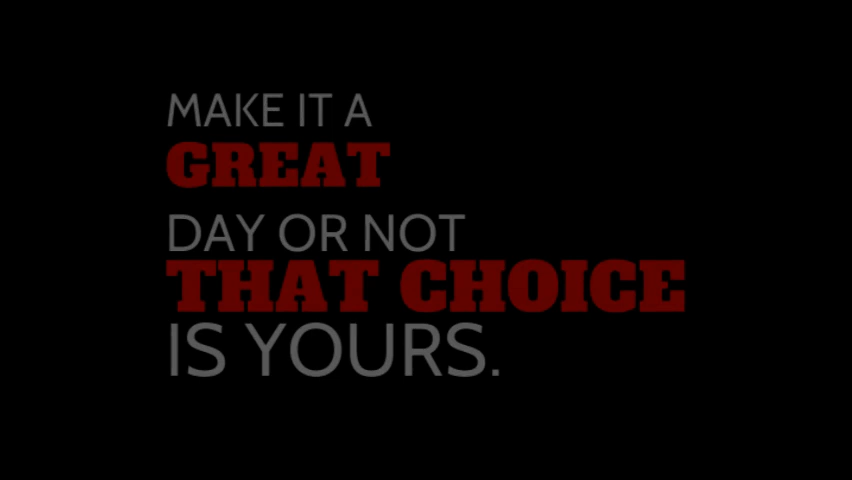 MAKE IT A
GREAT
DAY OR NOT
THAT CHOICE
IS YOURS.